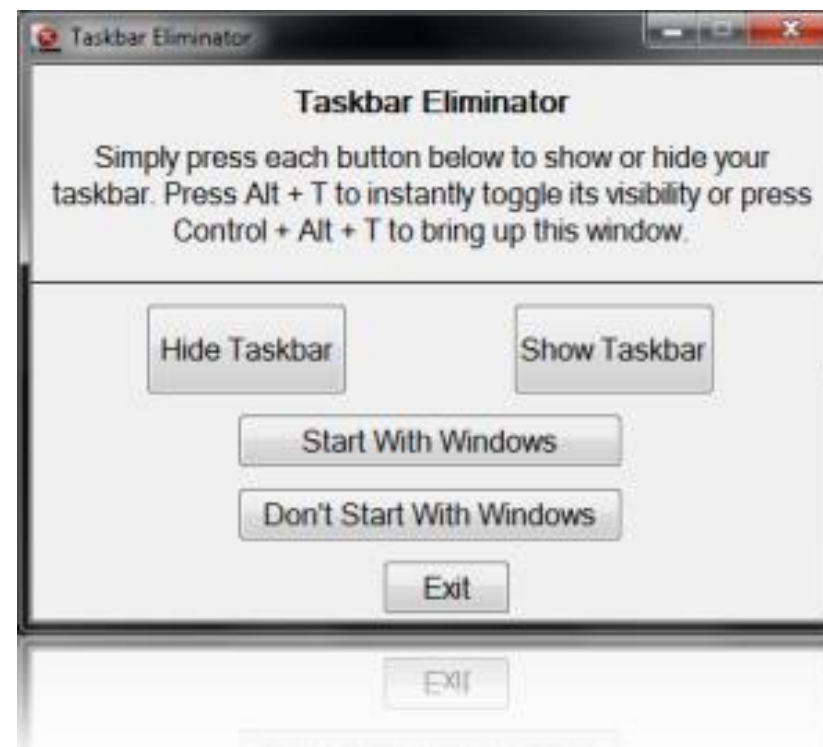 Taskbar Eliminator
Taskbar Eliminator
Simply press each button below to show or hide your
taskbar. Press Alt + T to instantly toggle its visibility or press
Control + Alt + T to bring up this window.
Hide Taskbar
Show Taskbar
Start With Windows
Don't Start With Windows
Exit
Exit